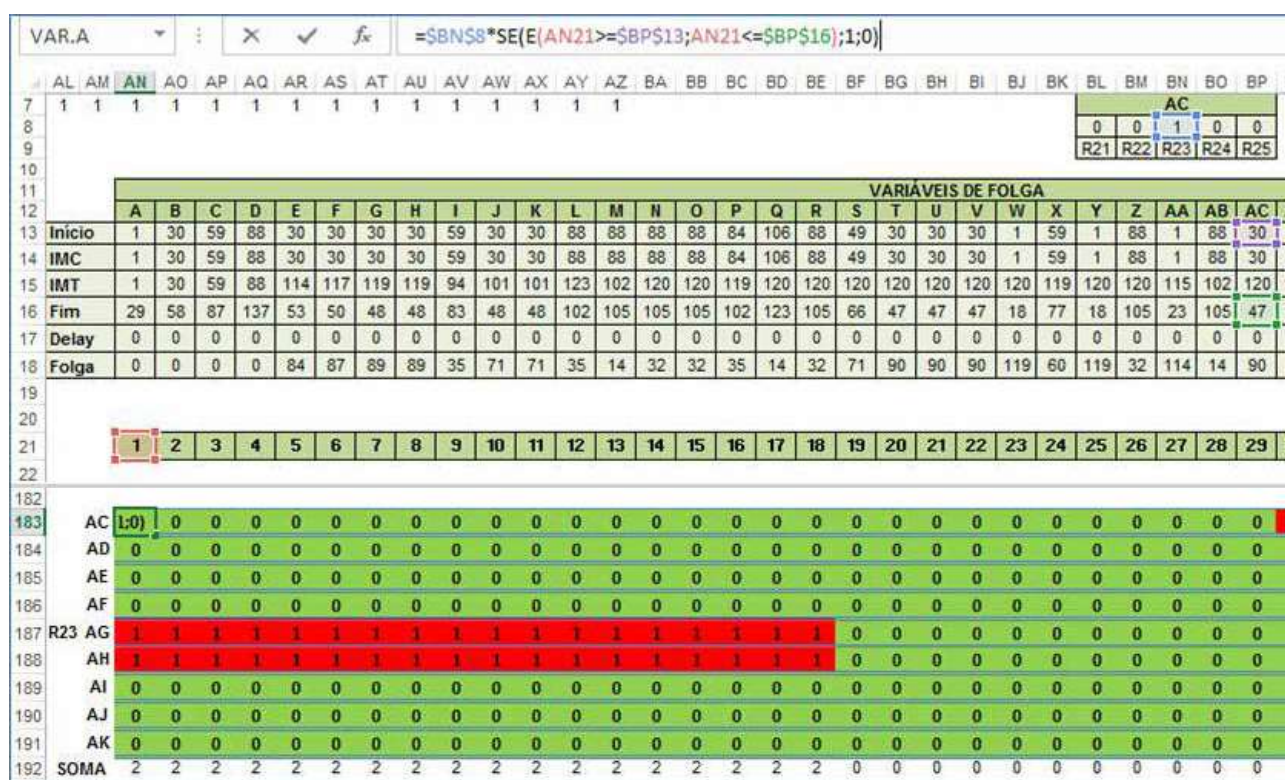 VAR.A =$BN$8*SE(E(AN21>=$BP$13;AN21<=$BP$16);1;0)
AL AM AN AO AP AQ AR AS AT AU AV AW AX AY AZ BA BB BC BD BE BF BG BH BI BJ BK BL BM BN BO BP
7 1 1 1 1 1 1 1 1 1 1 1 1 1 1 1 AC
8 0 0 1 0 0
9 R21 R22 R23 R24 R25
10
11 VARIÁVEIS DE FOLGA
12 A B C D E F G H I J K L M N O P Q R S T U V W X Y Z AA AB AC
13 Início 1 30 59 88 30 30 30 30 59 30 30 88 88 88 88 84 106 88 49 30 30 30 1 59 1 88 1 88 30
14 IMC 1 30 59 88 30 30 30 30 59 30 30 88 88 88 88 84 106 88 49 30 30 30 1 59 1 88 1 88 30
15 IMT 1 30 59 88 114 117 119 119 94 101 101 123 102 120 120 119 120 120 120 120 120 120 120 119 120 120 115 102 120
16 Fim 29 58 87 137 53 50 48 48 83 48 48 102 105 105 105 102 123 105 66 47 47 47 18 77 18 105 23 105 47
17 Delay 0 0 0 0 0 0 0 0 0 0 0 0 0 0 0 0 0 0 0 0 0 0 0 0 0 0 0 0 0
18 Folga 0 0 0 0 84 87 89 89 35 71 71 35 14 32 32 35 14 32 71 90 90 90 119 60 119 32 114 14 90
19
20
21 1 2 3 4 5 6 7 8 9 10 11 12 13 14 15 16 17 18 19 20 21 22 23 24 25 26 27 28 29
22
182
183 AC 1;0) 0 0 0 0 0 0 0 0 0 0 0 0 0 0 0 0 0 0 0 0 0 0 0 0 0 0 0 0
184 AD 0 0 0 0 0 0 0 0 0 0 0 0 0 0 0 0 0 0 0 0 0 0 0 0 0 0 0 0 0
185 AE 0 0 0 0 0 0 0 0 0 0 0 0 0 0 0 0 0 0 0 0 0 0 0 0 0 0 0 0 0
186 AF 0 0 0 0 0 0 0 0 0 0 0 0 0 0 0 0 0 0 0 0 0 0 0 0 0 0 0 0 0
187 R23 AG 1 1 1 1 1 1 1 1 1 1 1 1 1 1 1 1 1 1 0 0 0 0 0 0 0 0 0 0 0
188 AH 1 1 1 1 1 1 1 1 1 1 1 1 1 1 1 1 1 1 0 0 0 0 0 0 0 0 0 0 0
189 AI 0 0 0 0 0 0 0 0 0 0 0 0 0 0 0 0 0 0 0 0 0 0 0 0 0 0 0 0 0
190 AJ 0 0 0 0 0 0 0 0 0 0 0 0 0 0 0 0 0 0 0 0 0 0 0 0 0 0 0 0 0
191 AK 0 0 0 0 0 0 0 0 0 0 0 0 0 0 0 0 0 0 0 0 0 0 0 0 0 0 0 0 0
192 SOMA 2 2 2 2 2 2 2 2 2 2 2 2 2 2 2 2 2 2 0 0 0 0 0 0 0 0 0 0 0